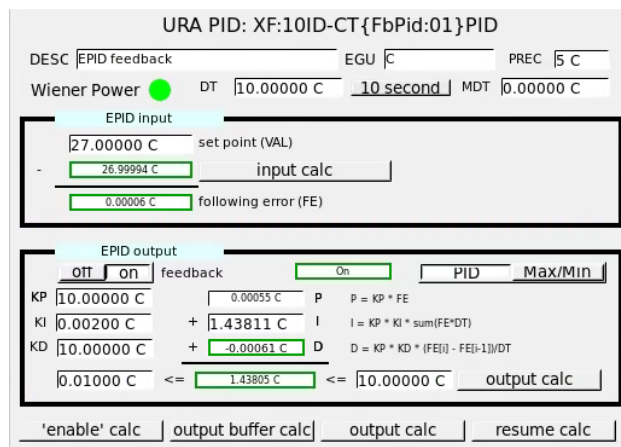 URA PID: XF:10ID-CT{FbPid:01}PID
DESC EPID feedback EGU C PREC 5 C
Wiener Power DT 10.00000 C 10 second MDT 0.00000 C
EPID input
27.00000 C set point (VAL)
- 26.99994 C input calc
0.00006 C following error (FE)
EPID output
off on feedback On PID Max/Min
KP 10.00000 C 0.00055 C P P = KP * FE
KI 0.00200 C + 1.43811 C I I = KP * KI * sum(FE*DT)
KD 10.00000 C + -0.00061 C D D = KP * KD * (FE[i] - FE[i-1])/DT
0.01000 C <= 1.43805 C <= 10.00000 C output calc
'enable' calc output buffer calc output calc resume calc